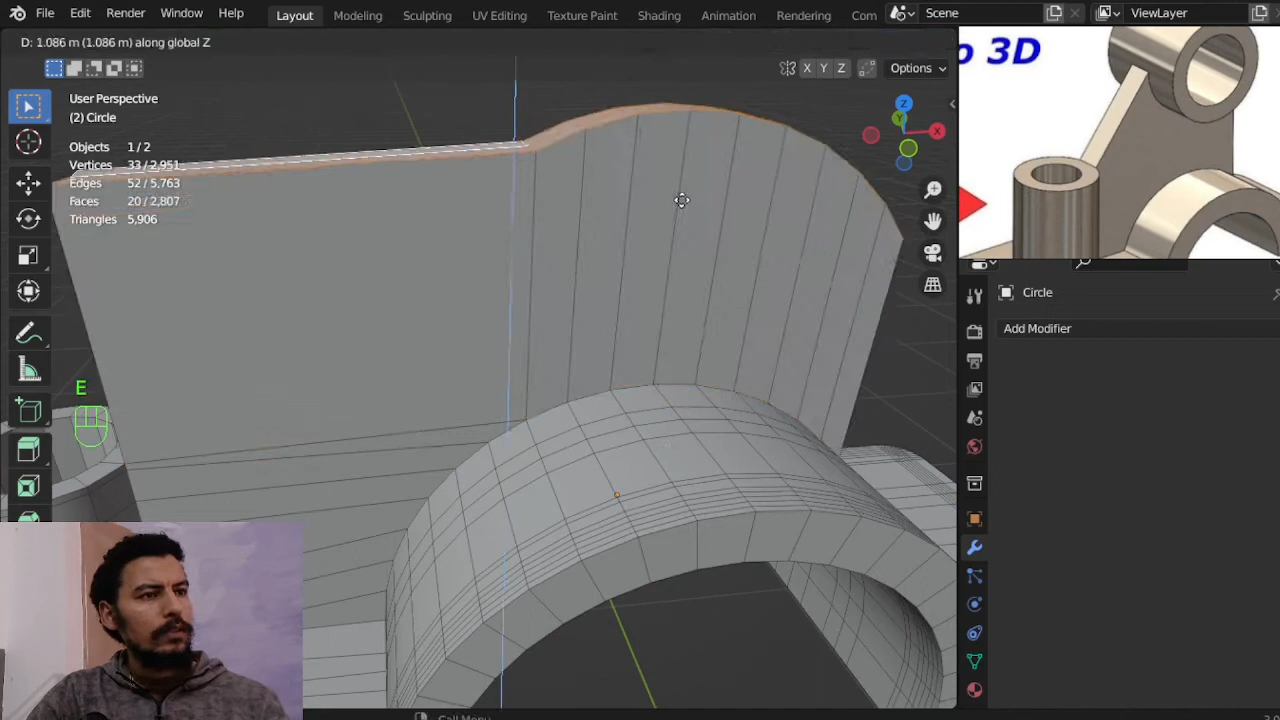 File Edit Render Window Help
Layout Modeling Sculpting UV Editing Texture Paint Shading Animation Rendering Com
Scene
ViewLayer
D: 1.086 m (1.086 m) along global Z
X Y Z Options
User Perspective
(2) Circle
Objects 1 / 2
Vertices 33 / 2,951
Edges 52 / 5,763
Faces 20 / 2,807
Triangles 5,906
Z
Y
X
o 3D
Circle
Add Modifier
E
Call Menu